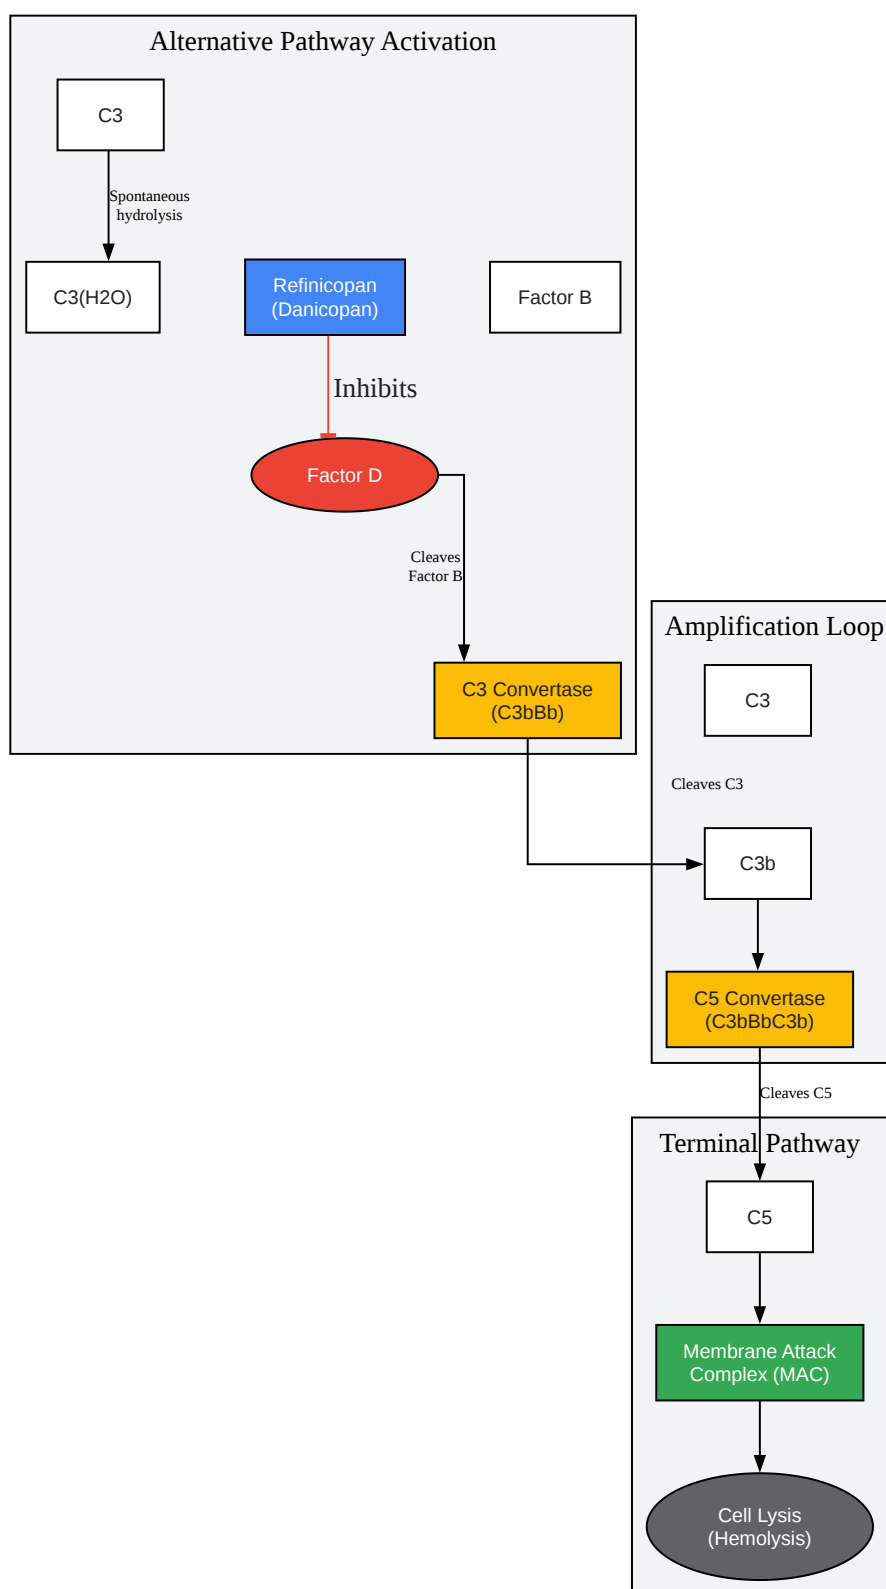 Alternative Pathway Activation
C3
Spontaneous
hydrolysis
C3(H2O)
Refinicopan
(Danicopan)
Factor B
Inhibits
Factor D
Cleaves
Factor B
C3 Convertase
(C3bBb)
Amplification Loop
C3
Cleaves C3
C3b
C5 Convertase
(C3bBbC3b)
Cleaves C5
Terminal Pathway
C5
Membrane Attack
Complex (MAC)
Cell Lysis
(Hemolysis)